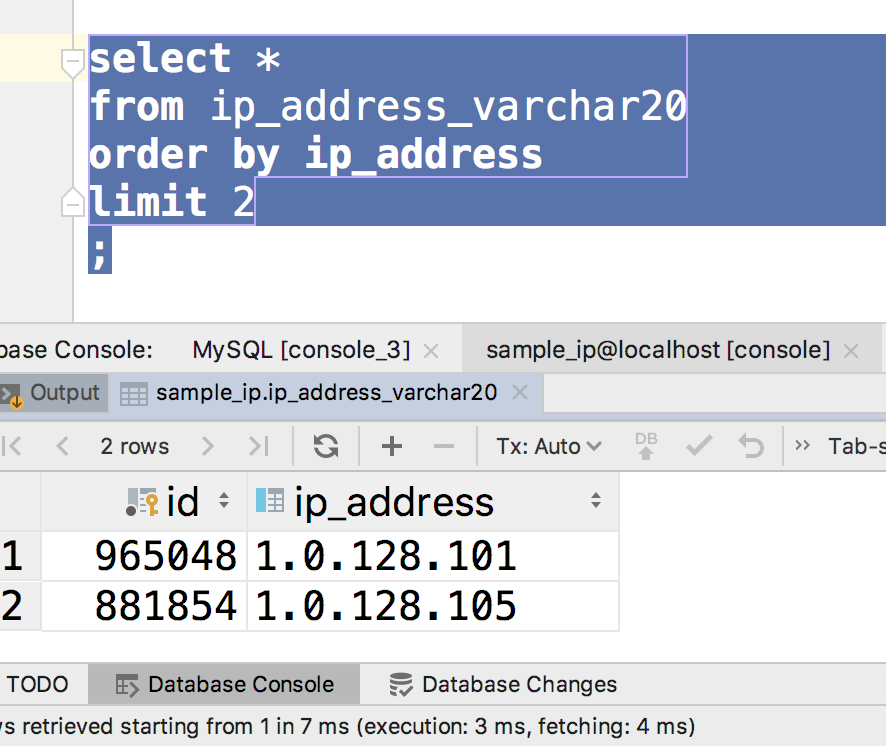 select *
from ip_address_varchar20
order by ip_address
limit 2
;
base Console: MySQL [console_3] sample_ip@localhost [console]
Output sample_ip.ip_address_varchar20
2 rows Tx: Auto DB Tab-s
id ip_address
1 965048 1.0.128.101
2 881854 1.0.128.105
TODO Database Console Database Changes
ws retrieved starting from 1 in 7 ms (execution: 3 ms, fetching: 4 ms)